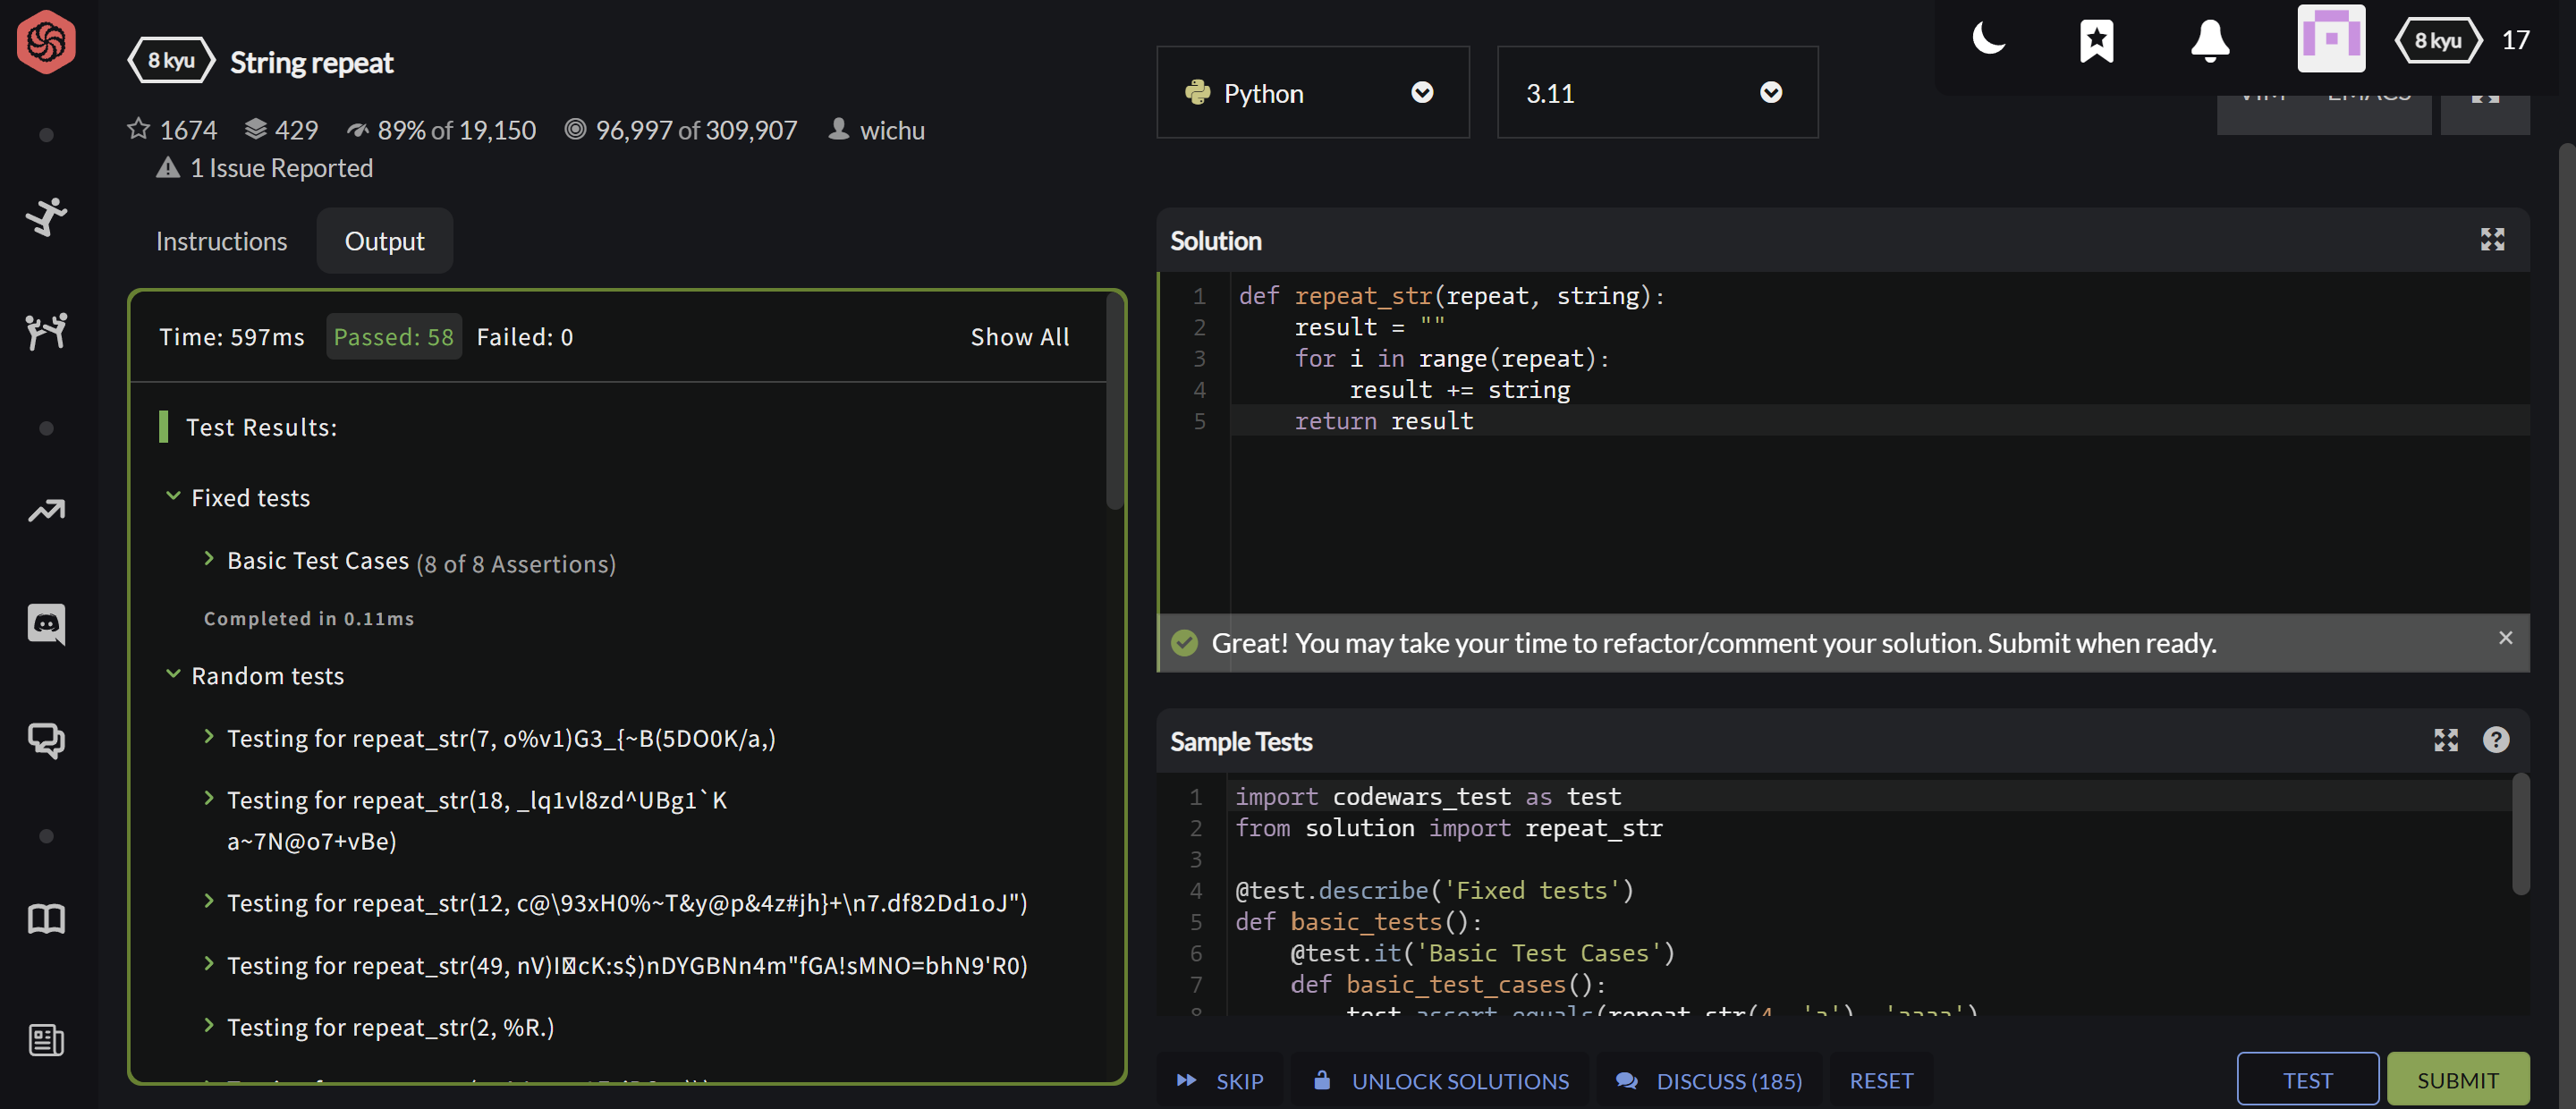 8 kyu String repeat
1674 429 89% of 19,150 96,997 of 309,907 wichu
1 Issue Reported
Python
3.11
8 kyu 17
VIM EMACS
Instructions Output
Time: 597ms Passed: 58 Failed: 0 Show All
Test Results:
Fixed tests
Basic Test Cases (8 of 8 Assertions)
Completed in 0.11ms
Random tests
Testing for repeat_str(7, o%v1)G3_{~B(5DO0K/a,)
Testing for repeat_str(18, _lq1vl8zd^UBg1`K
a~7N@o7+vBe)
Testing for repeat_str(12, c@\93xH0%~T&y@p&4z#jh}+\n7.df82Dd1oJ")
Testing for repeat_str(49, nV)I cK:s$)nDYGBNn4m"fGA!sMNO=bhN9'R0)
Testing for repeat_str(2, %R.)
Solution
1 def repeat_str(repeat, string):
2     result = ""
3     for i in range(repeat):
4         result += string
5     return result
Great! You may take your time to refactor/comment your solution. Submit when ready.
Sample Tests
1 import codewars_test as test
2 from solution import repeat_str
3
4 @test.describe('Fixed tests')
5 def basic_tests():
6     @test.it('Basic Test Cases')
7     def basic_test_cases():
8         test.assert_equals(repeat_str(4, 'a'), 'aaaa')
SKIP UNLOCK SOLUTIONS DISCUSS (185) RESET TEST SUBMIT